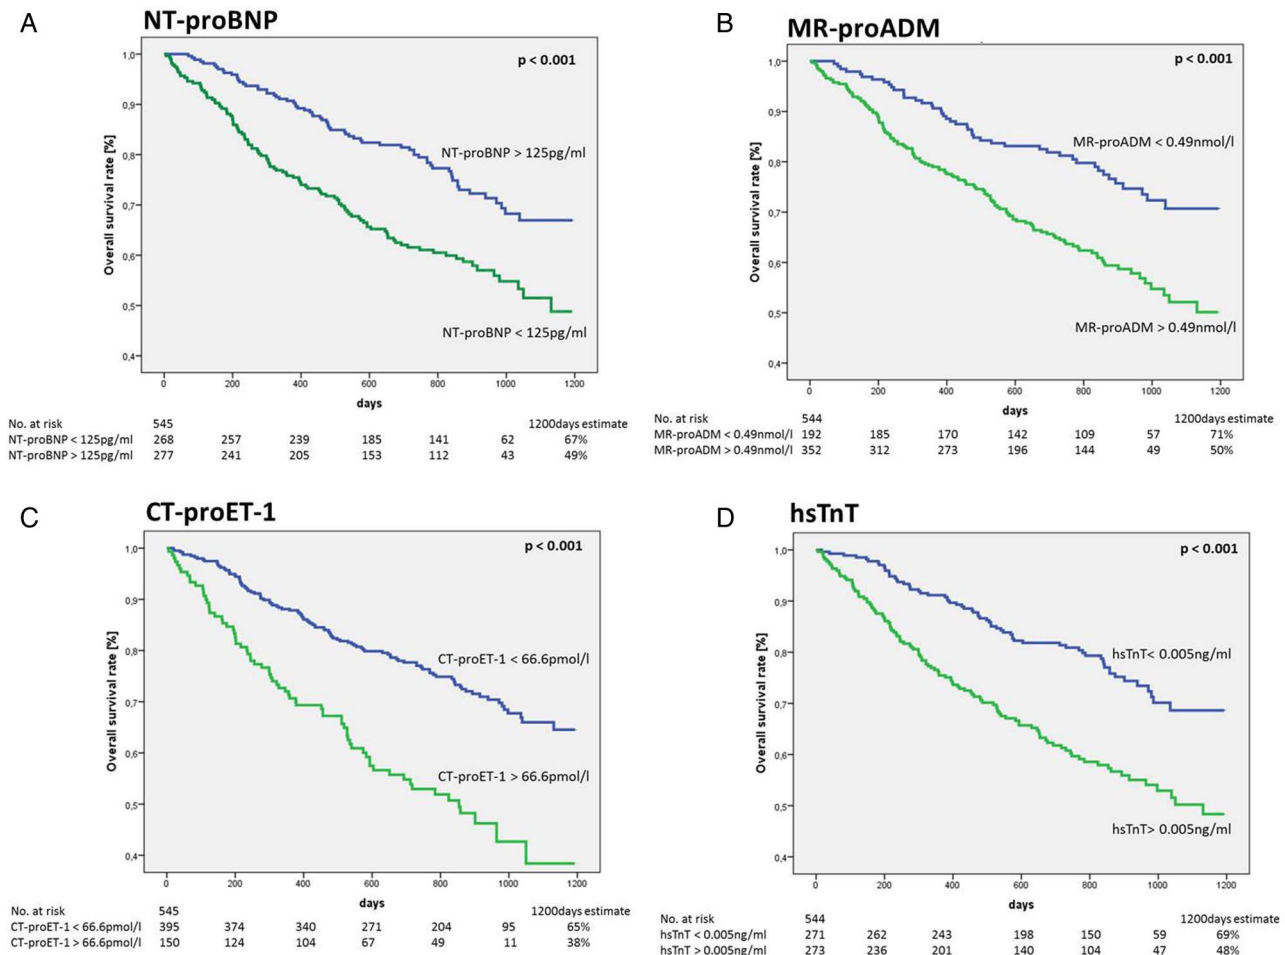 A
NT-proBNP
p < 0.001
Overall survival rate [%]
1,0
0,9
0,8
0,7
0,6
0,5
0,4
NT-proBNP > 125pg/ml
NT-proBNP < 125pg/ml
0 200 400 600 800 1000 1200
days
No. at risk 545 1200days estimate
NT-proBNP < 125pg/ml 268 257 239 185 141 62 67%
NT-proBNP > 125pg/ml 277 241 205 153 112 43 49%
B
MR-proADM
p < 0.001
Overall survival rate [%]
1,0
0,9
0,8
0,7
0,6
0,5
0,4
MR-proADM < 0.49nmol/l
MR-proADM > 0.49nmol/l
0 200 400 600 800 1000 1200
days
No. at risk 544 1200days estimate
MR-proADM < 0.49nmol/l 192 185 170 142 109 57 71%
MR-proADM > 0.49nmol/l 352 312 273 196 144 49 50%
C
CT-proET-1
p < 0.001
Overall survival rate [%]
1,0
0,9
0,8
0,7
0,6
0,5
0,4
CT-proET-1 < 66.6pmol/l
CT-proET-1 > 66.6pmol/l
0 200 400 600 800 1000 1200
days
No. at risk 545 1200days estimate
CT-proET-1 < 66.6pmol/l 395 374 340 271 204 95 65%
CT-proET-1 > 66.6pmol/l 150 124 104 67 49 11 38%
D
hsTnT
p < 0.001
Overall survival rate [%]
1,0
0,9
0,8
0,7
0,6
0,5
0,4
hsTnT< 0.005ng/ml
hsTnT> 0.005ng/ml
0 200 400 600 800 1000 1200
days
No. at risk 544 1200days estimate
hsTnT < 0.005ng/ml 271 262 243 198 150 59 69%
hsTnT > 0.005ng/ml 273 236 201 140 104 47 48%